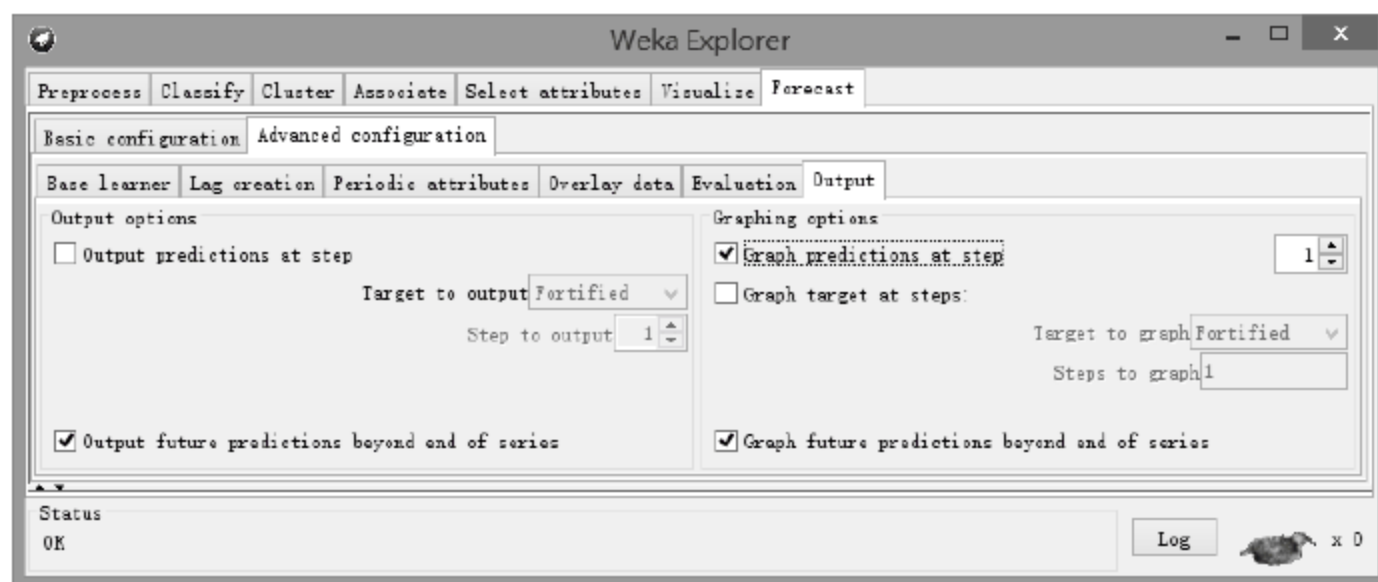 Weka Explorer
Preprocess Classify Cluster Associate Select attributes Visualize Forecast
Basic configuration Advanced configuration
Base learner Lag creation Periodic attributes Overlay data Evaluation Output
Output options
Output predictions at step
Target to output Fortified
Step to output 1
Output future predictions beyond end of series
Graphing options
Graph predictions at step 1
Graph target at steps:
Target to graph Fortified
Steps to graph 1
Graph future predictions beyond end of series
Status
OK
Log
x 0